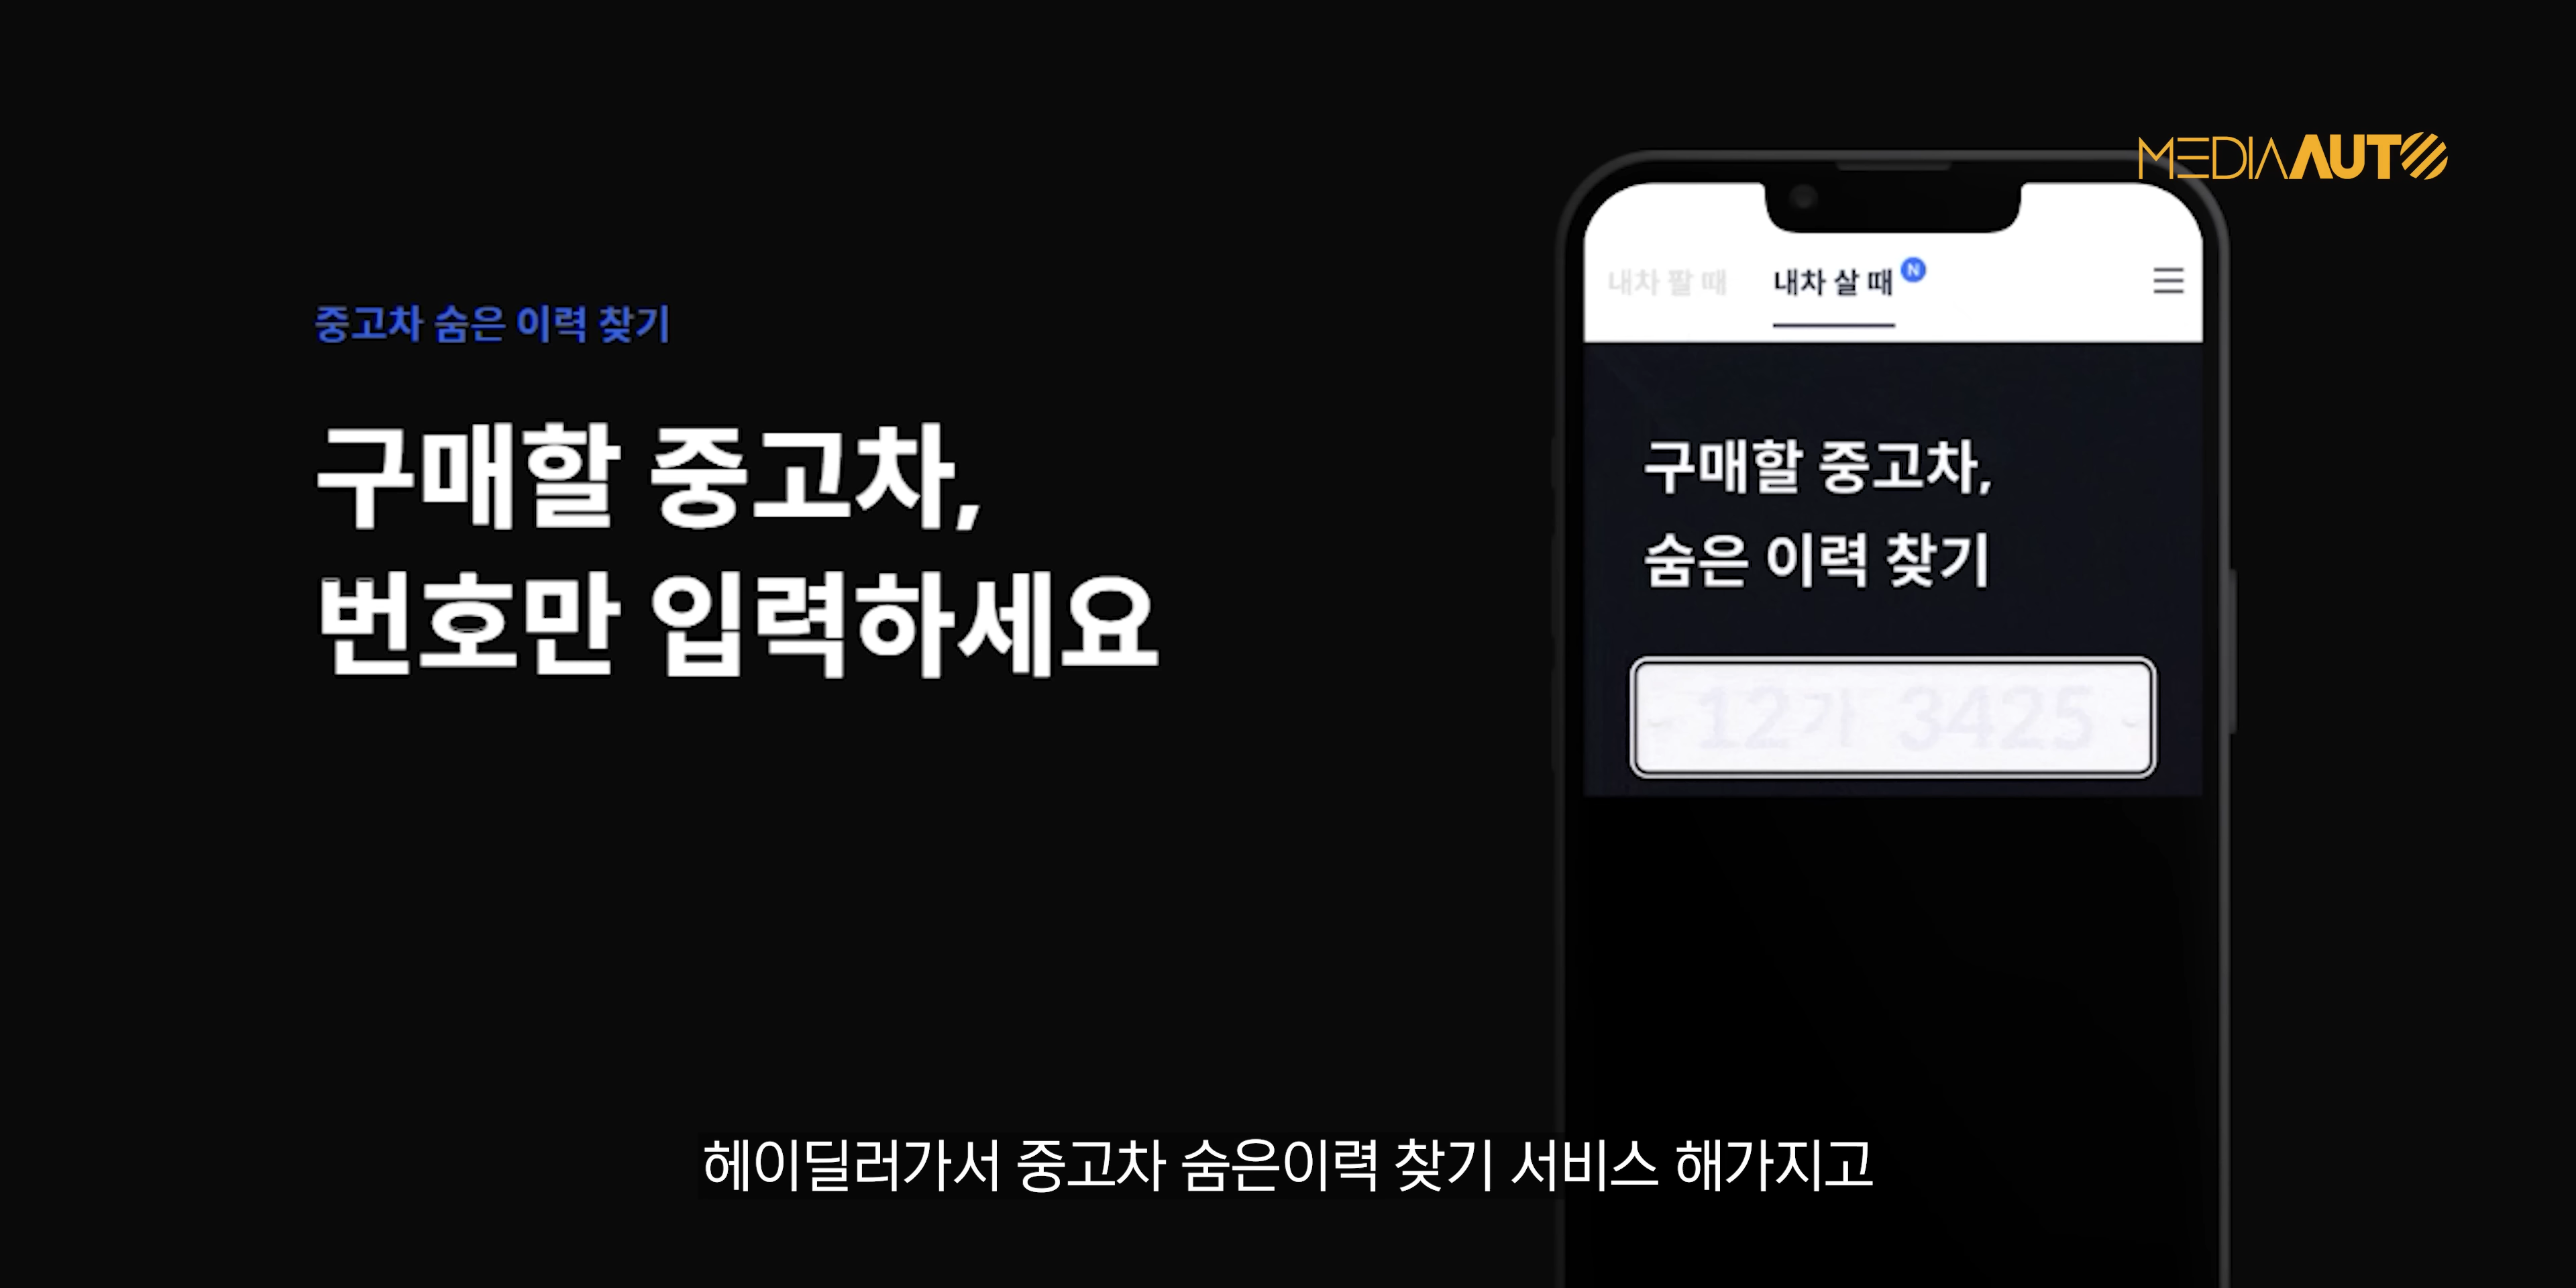 MEDIAAUTO
내차 팔 때
내차 살 때 N
중고차 숨은 이력 찾기
구매할 중고차,
번호만 입력하세요
구매할 중고차,
숨은 이력 찾기
12가 3425
헤이딜러가서 중고차 숨은이력 찾기 서비스 해가지고